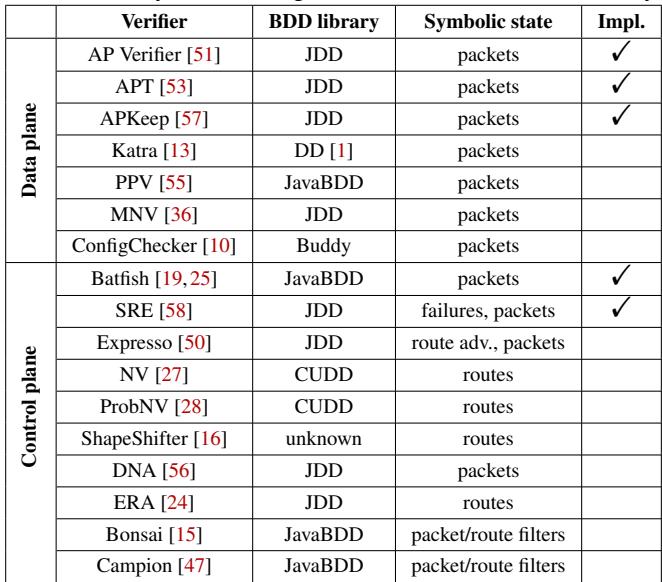 Verifier BDD library Symbolic state Impl.
Data plane
AP Verifier [51] JDD packets ✓
APT [53] JDD packets ✓
APKeep [57] JDD packets ✓
Katra [13] DD [1] packets
PPV [55] JavaBDD packets
MNV [36] JDD packets
ConfigChecker [10] Buddy packets
Control plane
Batfish [19,25] JavaBDD packets ✓
SRE [58] JDD failures, packets ✓
Expresso [50] JDD route adv., packets
NV [27] CUDD routes
ProbNV [28] CUDD routes
ShapeShifter [16] unknown routes
DNA [56] JDD packets
ERA [24] JDD routes
Bonsai [15] JavaBDD packet/route filters
Campion [47] JavaBDD packet/route filters